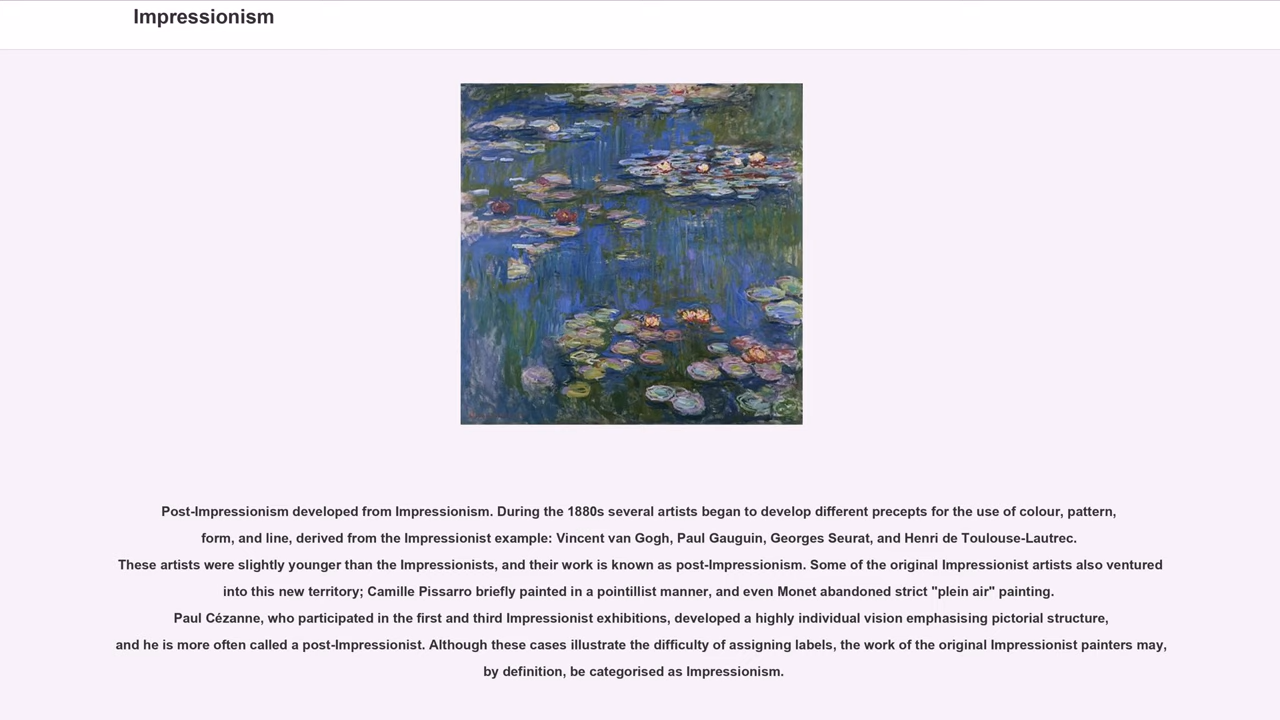 Impressionism
Post-Impressionism developed from Impressionism. During the 1880s several artists began to develop different precepts for the use of colour, pattern,
form, and line, derived from the Impressionist example: Vincent van Gogh, Paul Gauguin, Georges Seurat, and Henri de Toulouse-Lautrec.
These artists were slightly younger than the Impressionists, and their work is known as post-Impressionism. Some of the original Impressionist artists also ventured
into this new territory; Camille Pissarro briefly painted in a pointillist manner, and even Monet abandoned strict "plein air" painting.
Paul Cézanne, who participated in the first and third Impressionist exhibitions, developed a highly individual vision emphasising pictorial structure,
and he is more often called a post-Impressionist. Although these cases illustrate the difficulty of assigning labels, the work of the original Impressionist painters may,
by definition, be categorised as Impressionism.